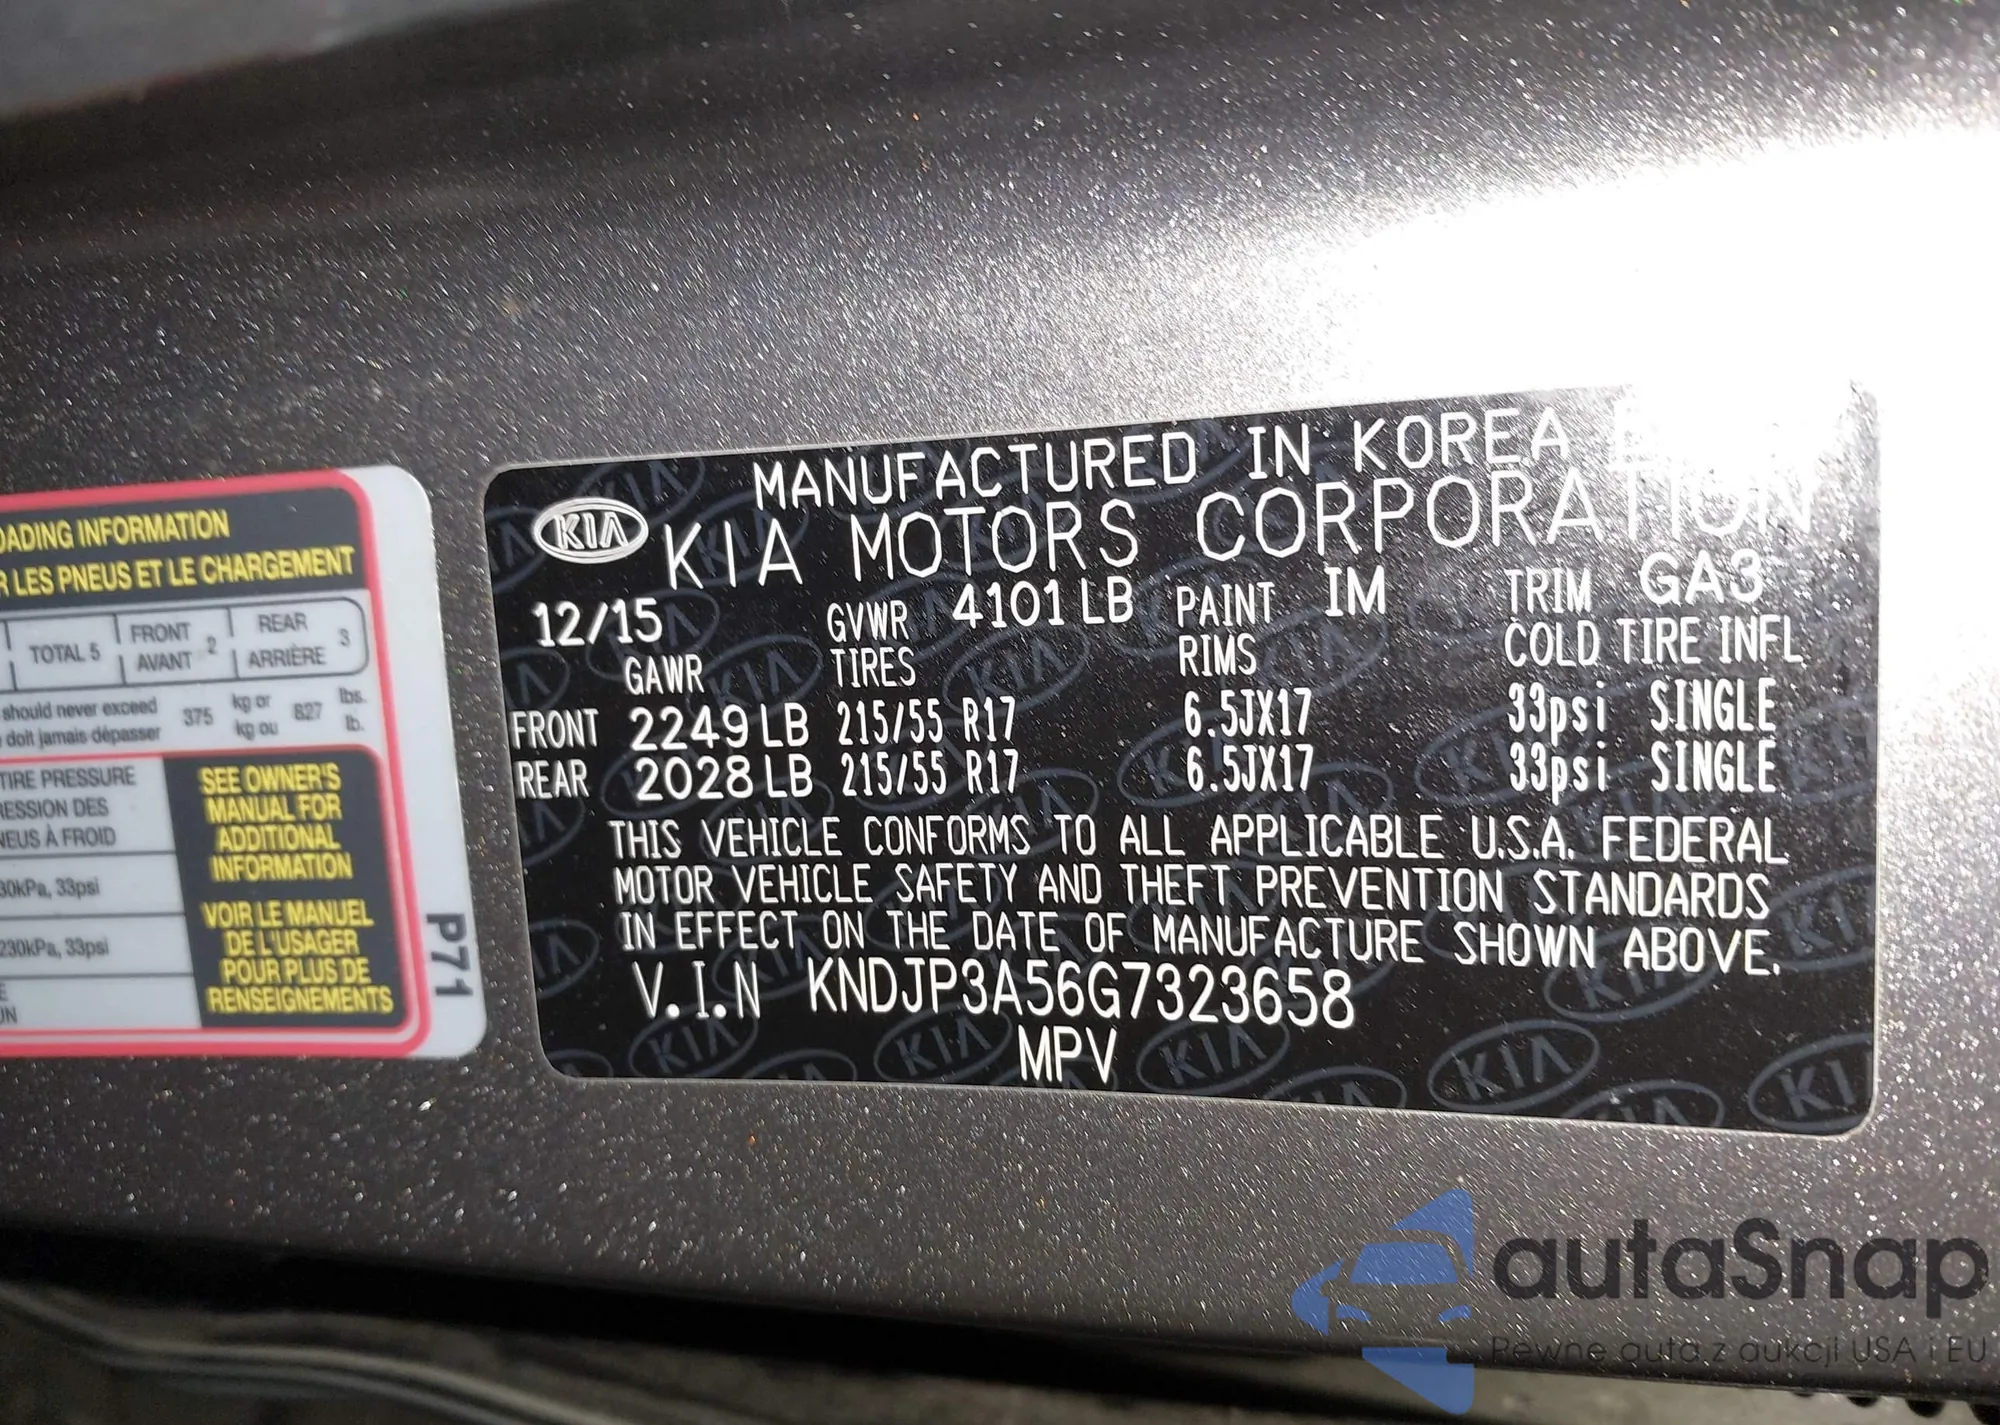 OADING INFORMATION
R LES PNEUS ET LE CHARGEMENT
TOTAL 5
FRONT
AVANT
2
REAR
ARRIÈRE
3
should never exceed
doit jamais dépasser
375
kg or
kg ou
827
lbs.
lb.
TIRE PRESSURE
RESSION DES
NEUS À FROID
30kPa, 33psi
230kPa, 33psi
SEE OWNER'S
MANUAL FOR
ADDITIONAL
INFORMATION
VOIR LE MANUEL
DE L'USAGER
POUR PLUS DE
RENSEIGNEMENTS
P71
MANUFACTURED IN KOREA
KIA
KIA MOTORS CORPORATION
12/15 GVWR 4101 LB PAINT IM TRIM GA3
GAWR TIRES RIMS COLD TIRE INFL
FRONT 2249 LB 215/55 R17 6.5JX17 33psi SINGLE
REAR 2028 LB 215/55 R17 6.5JX17 33psi SINGLE
THIS VEHICLE CONFORMS TO ALL APPLICABLE U.S.A. FEDERAL
MOTOR VEHICLE SAFETY AND THEFT PREVENTION STANDARDS
IN EFFECT ON THE DATE OF MANUFACTURE SHOWN ABOVE.
V.I.N KNDJP3A56G7323658
MPV
autaSnap
Pewne auta z aukcji USA i EU